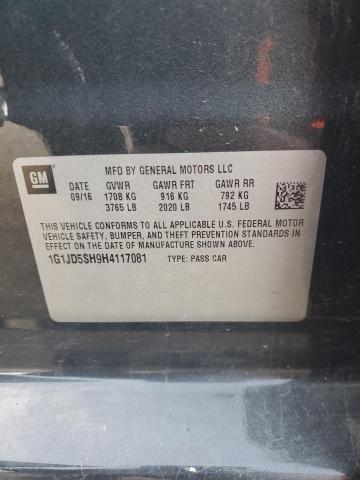 GM
MFD BY GENERAL MOTORS LLC
DATE GVWR GAWR FRT GAWR RR
09/16 1708 KG 916 KG 792 KG
3765 LB 2020 LB 1745 LB
THIS VEHICLE CONFORMS TO ALL APPLICABLE U.S. FEDERAL MOTOR
VEHICLE SAFETY, BUMPER, AND THEFT PREVENTION STANDARDS IN
EFFECT ON THE DATE OF MANUFACTURE SHOWN ABOVE.
1G1JD5SH9H4117081 TYPE: PASS CAR